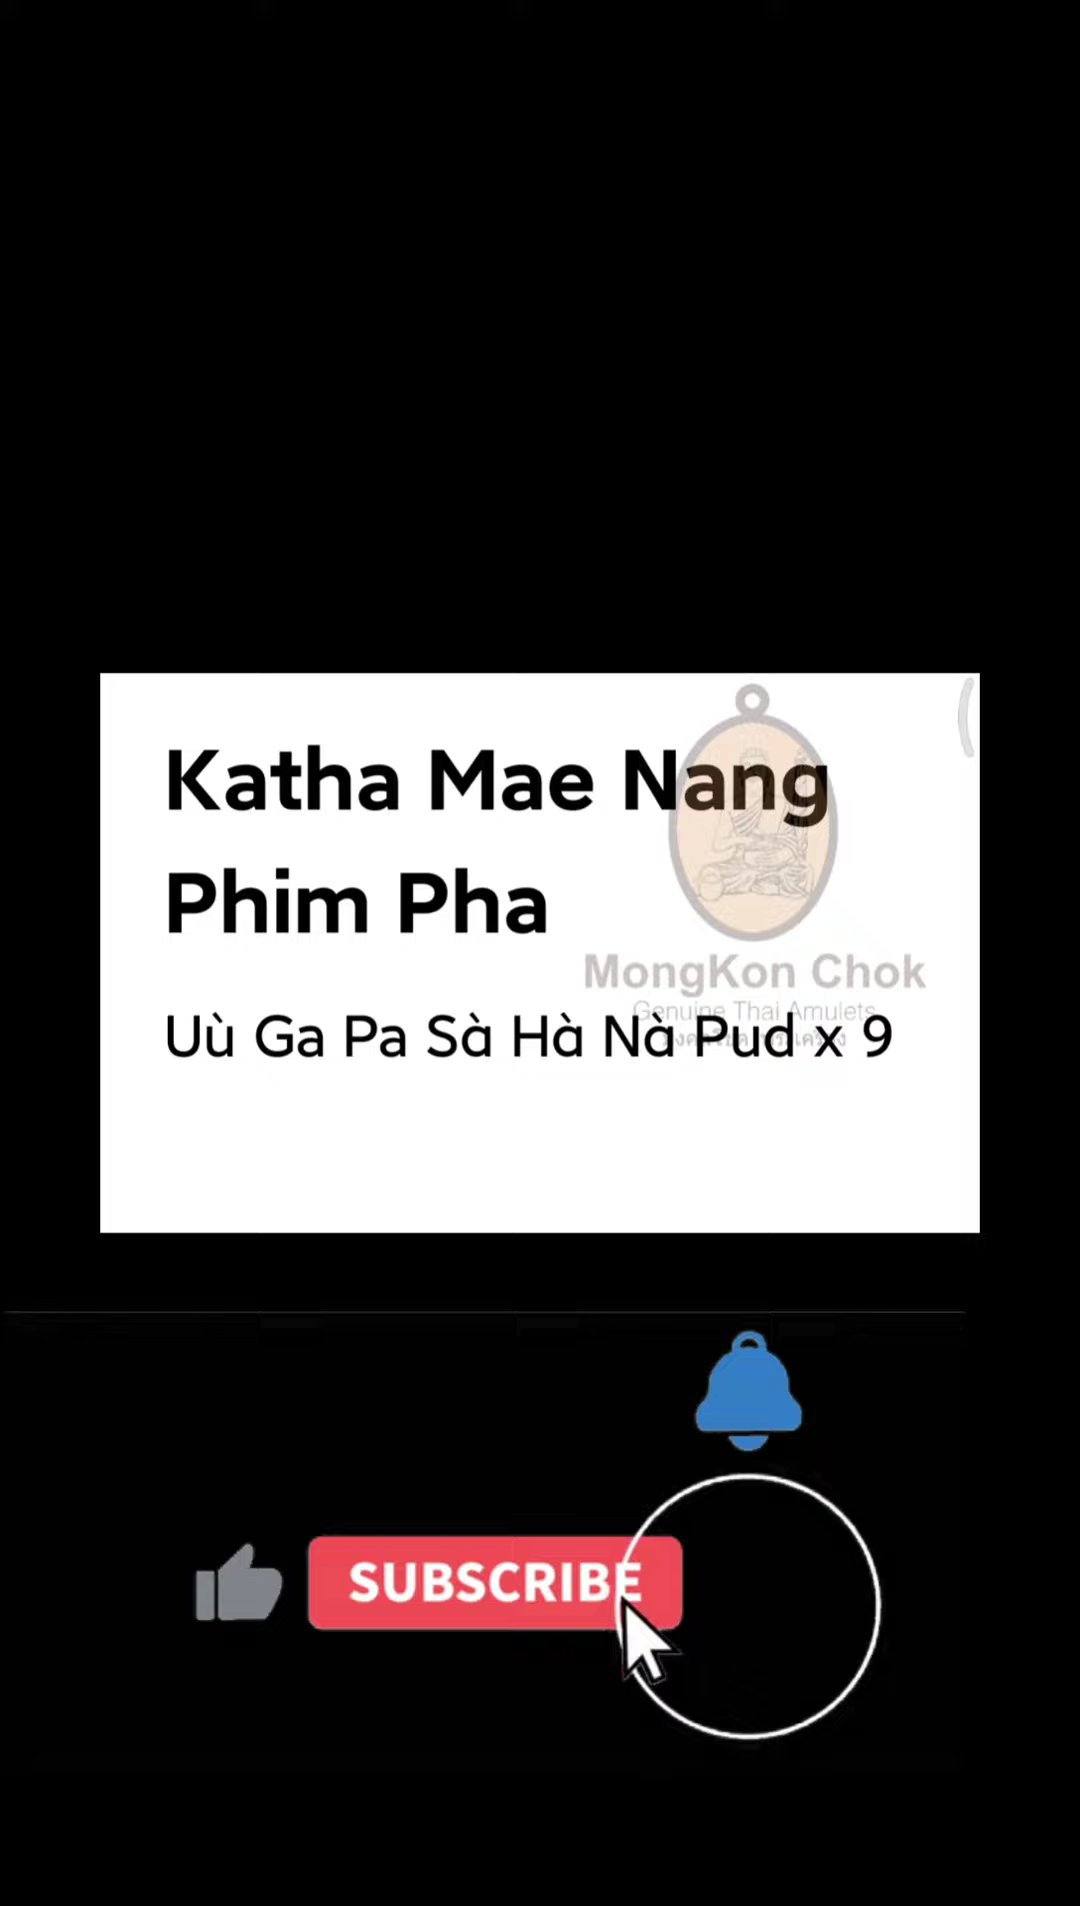 Katha Mae Nang
Phim Pha
MongKon Chok
Genuine Thai Amulets
Uù Ga Pa Sà Hà Nà Pud x 9
SUBSCRIBE